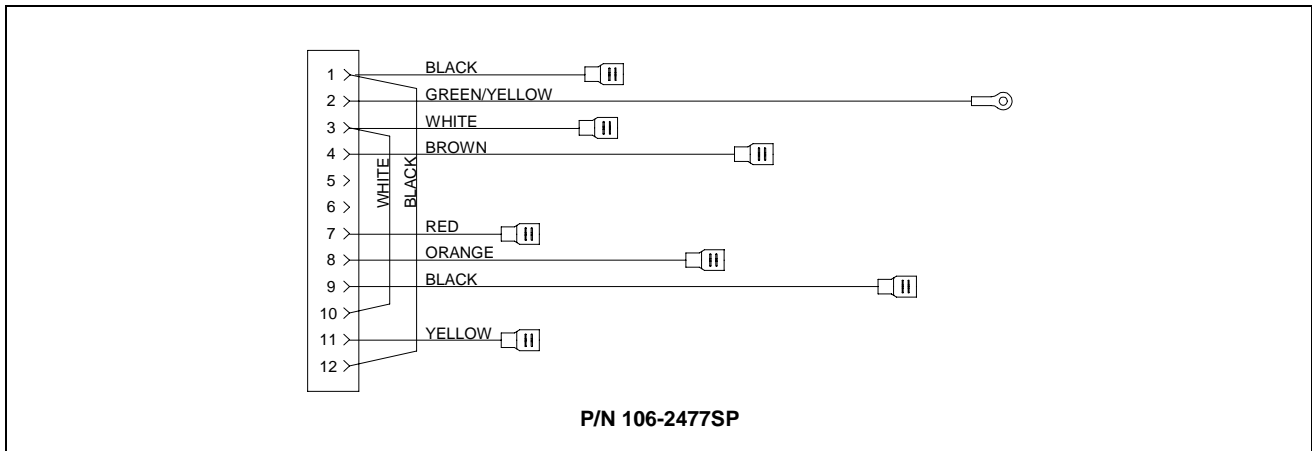 1 BLACK
2 GREEN/YELLOW
3 WHITE
4 BROWN
5
6
WHITE
BLACK
7 RED
8 ORANGE
9 BLACK
10
11 YELLOW
12
P/N 106-2477SP